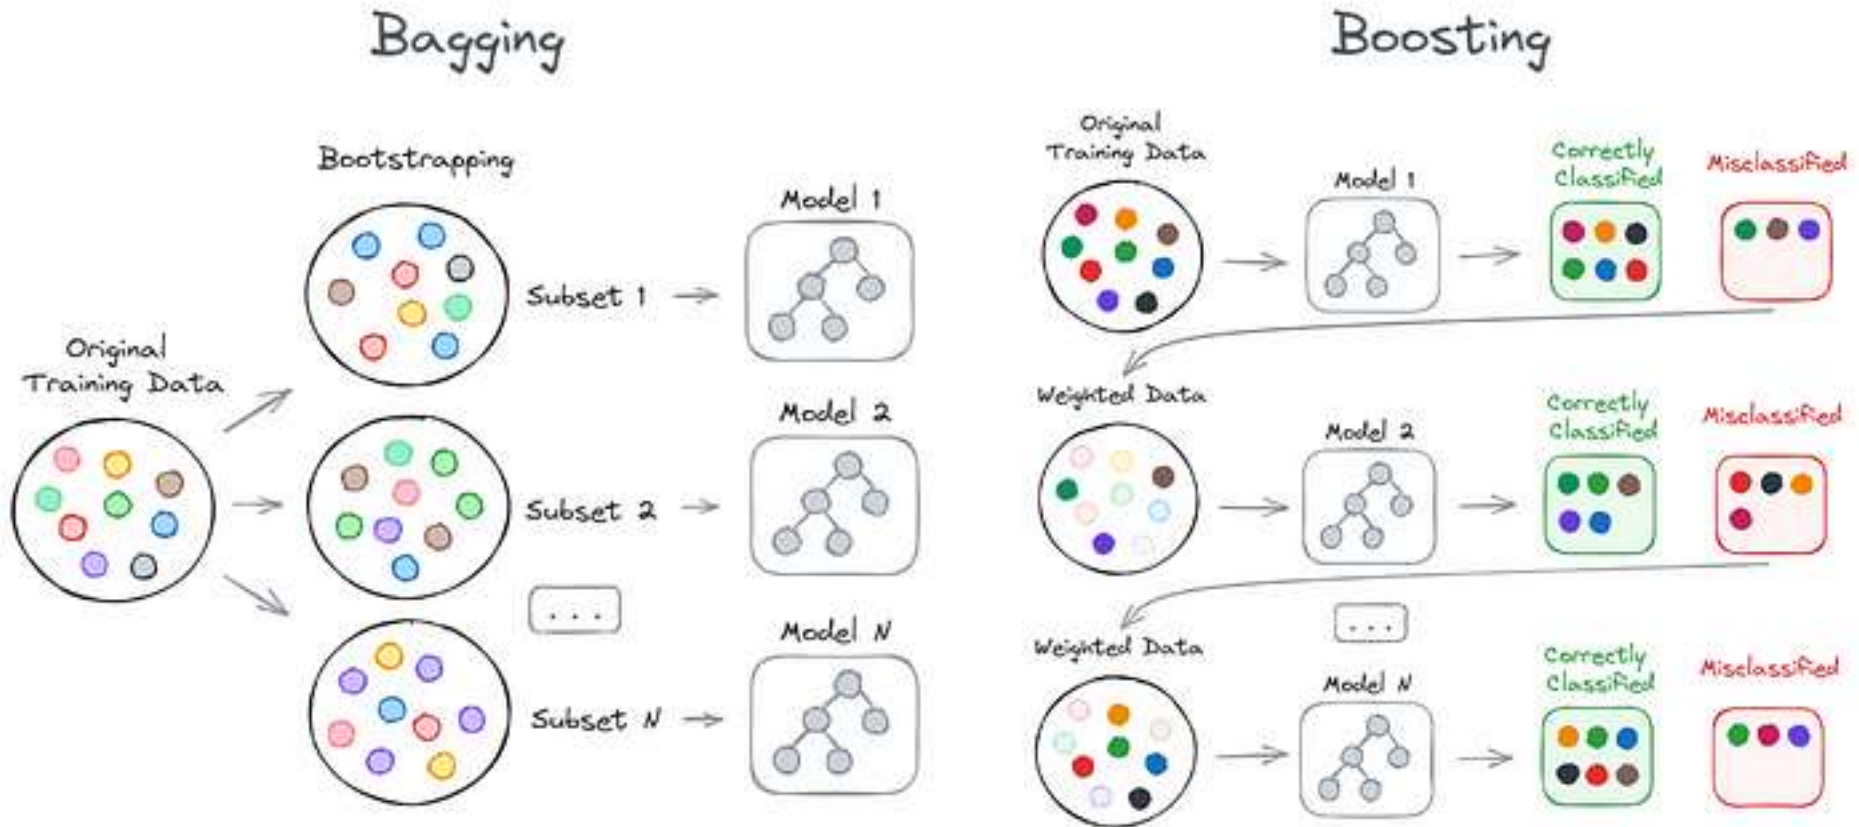 Bagging
Bootstrapping
Original
Training Data
Subset 1
Model 1
Subset 2
Model 2
. . .
Subset N
Model N
Boosting
Original
Training Data
Model 1
Correctly
Classified
Misclassified
Weighted Data
Model 2
Correctly
Classified
Misclassified
. . .
Weighted Data
Model N
Correctly
Classified
Misclassified